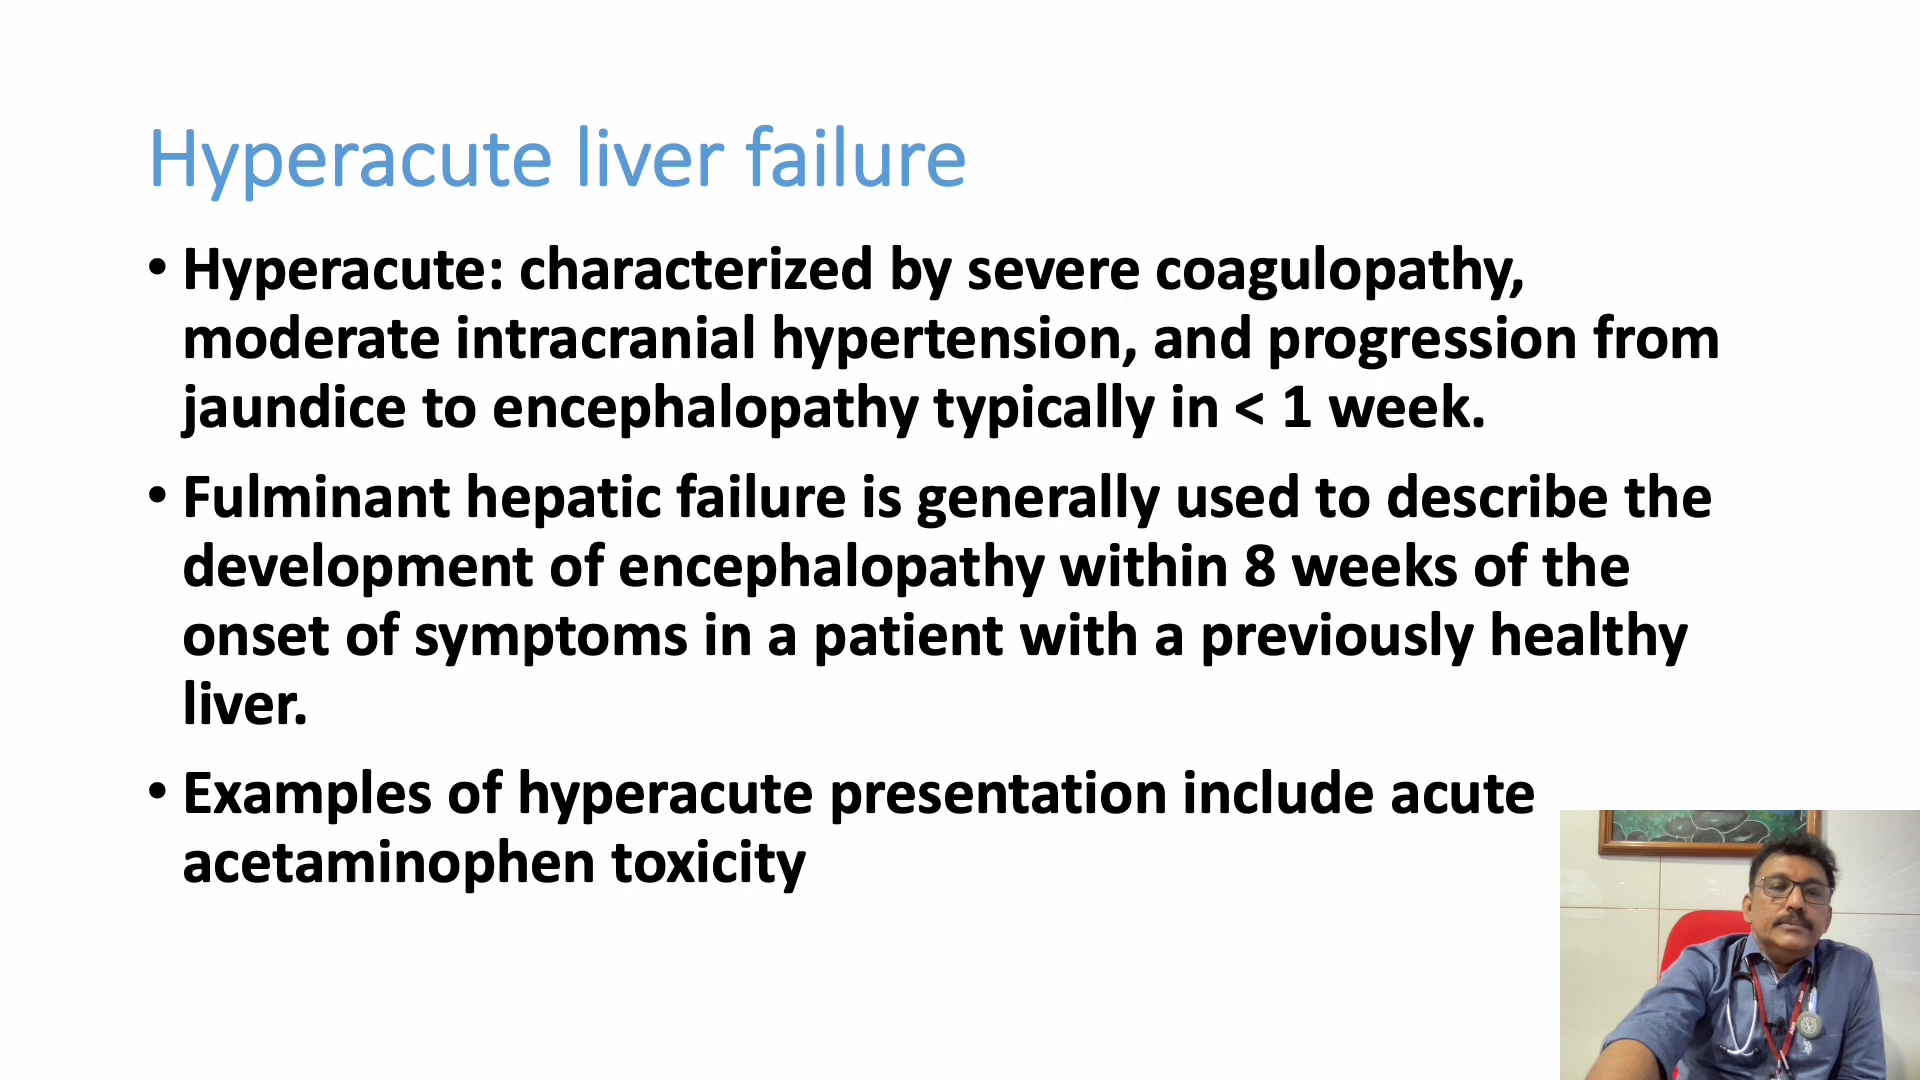 Hyperacute liver failure
• Hyperacute: characterized by severe coagulopathy,
moderate intracranial hypertension, and progression from
jaundice to encephalopathy typically in < 1 week.
• Fulminant hepatic failure is generally used to describe the
development of encephalopathy within 8 weeks of the
onset of symptoms in a patient with a previously healthy
liver.
• Examples of hyperacute presentation include acute
acetaminophen toxicity